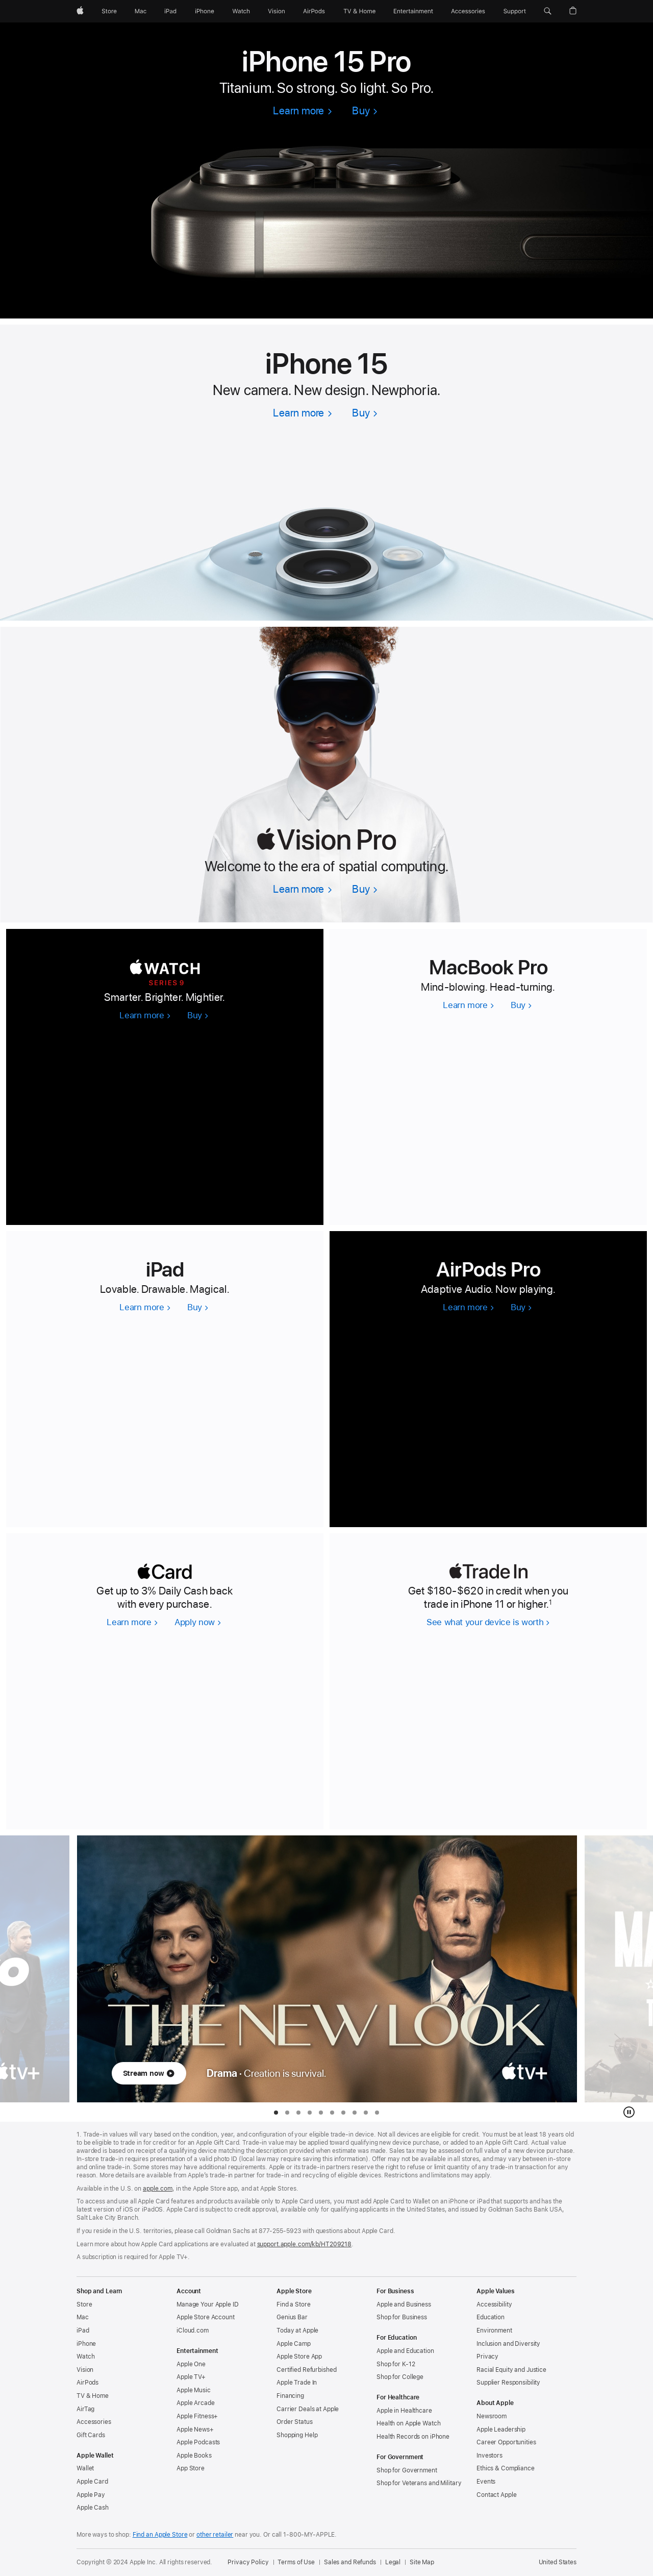 Store Mac iPad iPhone Watch Vision AirPods TV & Home Entertainment Accessories Support
iPhone 15 Pro
Titanium. So strong. So light. So Pro.
Learn more > Buy >
iPhone 15
New camera. New design. Newphoria.
Learn more > Buy >
Vision Pro
Welcome to the era of spatial computing.
Learn more > Buy >
WATCH
SERIES 9
Smarter. Brighter. Mightier.
Learn more > Buy >
MacBook Pro
Mind-blowing. Head-turning.
Learn more > Buy >
iPad
Lovable. Drawable. Magical.
Learn more > Buy >
AirPods Pro
Adaptive Audio. Now playing.
Learn more > Buy >
Card
Get up to 3% Daily Cash back
with every purchase.
Learn more > Apply now >
Trade In
Get $180-$620 in credit when you
trade in iPhone 11 or higher.¹
See what your device is worth >
THE NEW LOOK
Stream now
Drama · Creation is survival.
tv+
tv+
1. Trade-in values will vary based on the condition, year, and configuration of your eligible trade-in device. Not all devices are eligible for credit. You must be at least 18 years old
to be eligible to trade in for credit or for an Apple Gift Card. Trade-in value may be applied toward qualifying new device purchase, or added to an Apple Gift Card. Actual value
awarded is based on receipt of a qualifying device matching the description provided when estimate was made. Sales tax may be assessed on full value of a new device purchase.
In-store trade-in requires presentation of a valid photo ID (local law may require saving this information). Offer may not be available in all stores, and may vary between in-store
and online trade-in. Some stores may have additional requirements. Apple or its trade-in partners reserve the right to refuse or limit quantity of any trade-in transaction for any
reason. More details are available from Apple's trade-in partner for trade-in and recycling of eligible devices. Restrictions and limitations may apply.
Available in the U.S. on apple.com, in the Apple Store app, and at Apple Stores.
To access and use all Apple Card features and products available only to Apple Card users, you must add Apple Card to Wallet on an iPhone or iPad that supports and has the
latest version of iOS or iPadOS. Apple Card is subject to credit approval, available only for qualifying applicants in the United States, and issued by Goldman Sachs Bank USA,
Salt Lake City Branch.
If you reside in the U.S. territories, please call Goldman Sachs at 877-255-5923 with questions about Apple Card.
Learn more about how Apple Card applications are evaluated at support.apple.com/kb/HT209218.
A subscription is required for Apple TV+.
Shop and Learn
Store
Mac
iPad
iPhone
Watch
Vision
AirPods
TV & Home
AirTag
Accessories
Gift Cards
Apple Wallet
Wallet
Apple Card
Apple Pay
Apple Cash
Account
Manage Your Apple ID
Apple Store Account
iCloud.com
Entertainment
Apple One
Apple TV+
Apple Music
Apple Arcade
Apple Fitness+
Apple News+
Apple Podcasts
Apple Books
App Store
Apple Store
Find a Store
Genius Bar
Today at Apple
Apple Camp
Apple Store App
Certified Refurbished
Apple Trade In
Financing
Carrier Deals at Apple
Order Status
Shopping Help
For Business
Apple and Business
Shop for Business
For Education
Apple and Education
Shop for K-12
Shop for College
For Healthcare
Apple in Healthcare
Health on Apple Watch
Health Records on iPhone
For Government
Shop for Government
Shop for Veterans and Military
Apple Values
Accessibility
Education
Environment
Inclusion and Diversity
Privacy
Racial Equity and Justice
Supplier Responsibility
About Apple
Newsroom
Apple Leadership
Career Opportunities
Investors
Ethics & Compliance
Events
Contact Apple
More ways to shop: Find an Apple Store or other retailer near you. Or call 1-800-MY-APPLE.
Copyright © 2024 Apple Inc. All rights reserved. Privacy Policy | Terms of Use | Sales and Refunds | Legal | Site Map United States